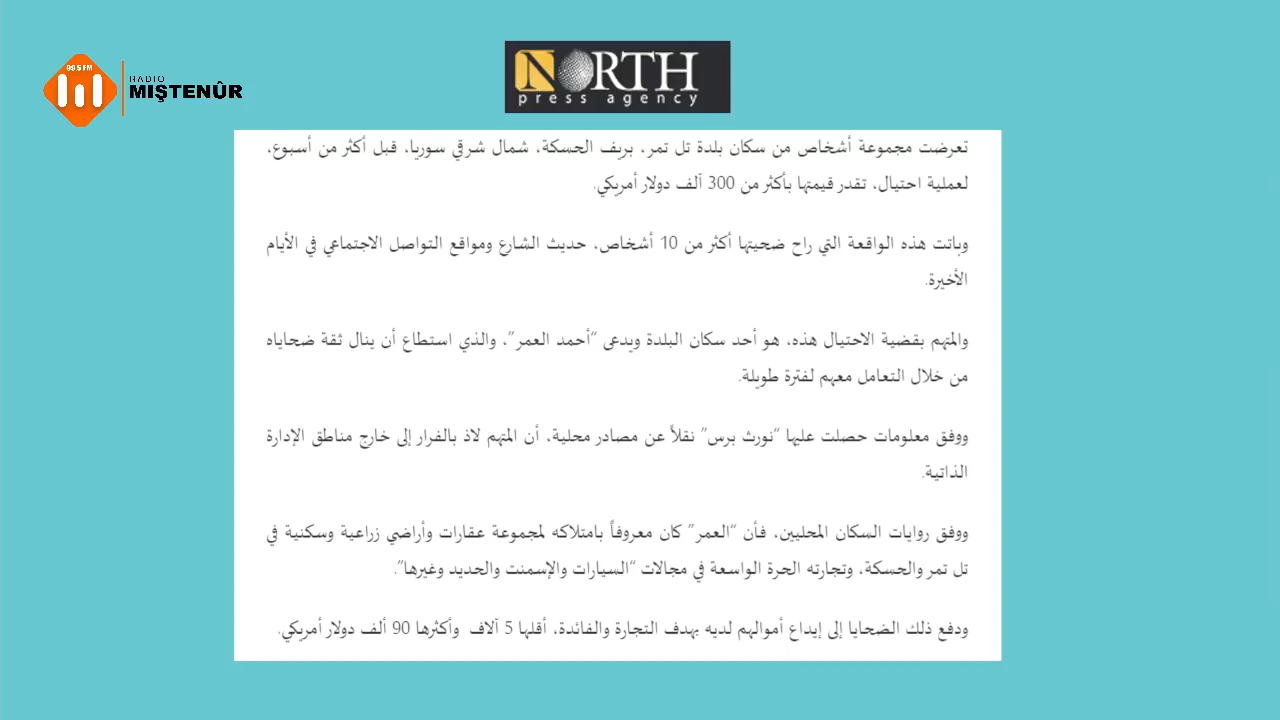 99.5 FM
RADIO
MIŞTENÛR
NORTH
press agency
تعرضت مجموعة أشخاص من سكان بلدة تل تمر، بريف الحسكة، شمال شرقي سوريا، قبل أكثر من أسبوع،
لعملية احتيال، تقدر قيمتها بأكثر من 300 آلف دولار أمريكي.
وباتت هذه الواقعة التي راح ضحيتها أكثر من 10 أشخاص، حديث الشارع ومواقع التواصل الاجتماعي في الأيام
الأخيرة.
والمتهم بقضية الاحتيال هذه، هو أحد سكان البلدة ويدعى “أحمد العمر”، والذي استطاع أن ينال ثقة ضحاياه
من خلال التعامل معهم لفترة طويلة.
ووفق معلومات حصلت عليها “نورث برس” نقلاً عن مصادر محلية، أن المتهم لاذ بالفرار إلى خارج مناطق الإدارة
الذاتية.
ووفق روايات السكان المحليين، فأن “العمر” كان معروفاً بامتلاكه لمجموعة عقارات وأراضي زراعية وسكنية في
تل تمر والحسكة، وتجارته الحرة الواسعة في مجالات “السيارات والإسمنت والحديد وغيرها”.
ودفع ذلك الضحايا إلى إيداع أموالهم لديه بهدف التجارة والفائدة، أقلها 5 آلاف وأكثرها 90 ألف دولار أمريكي.